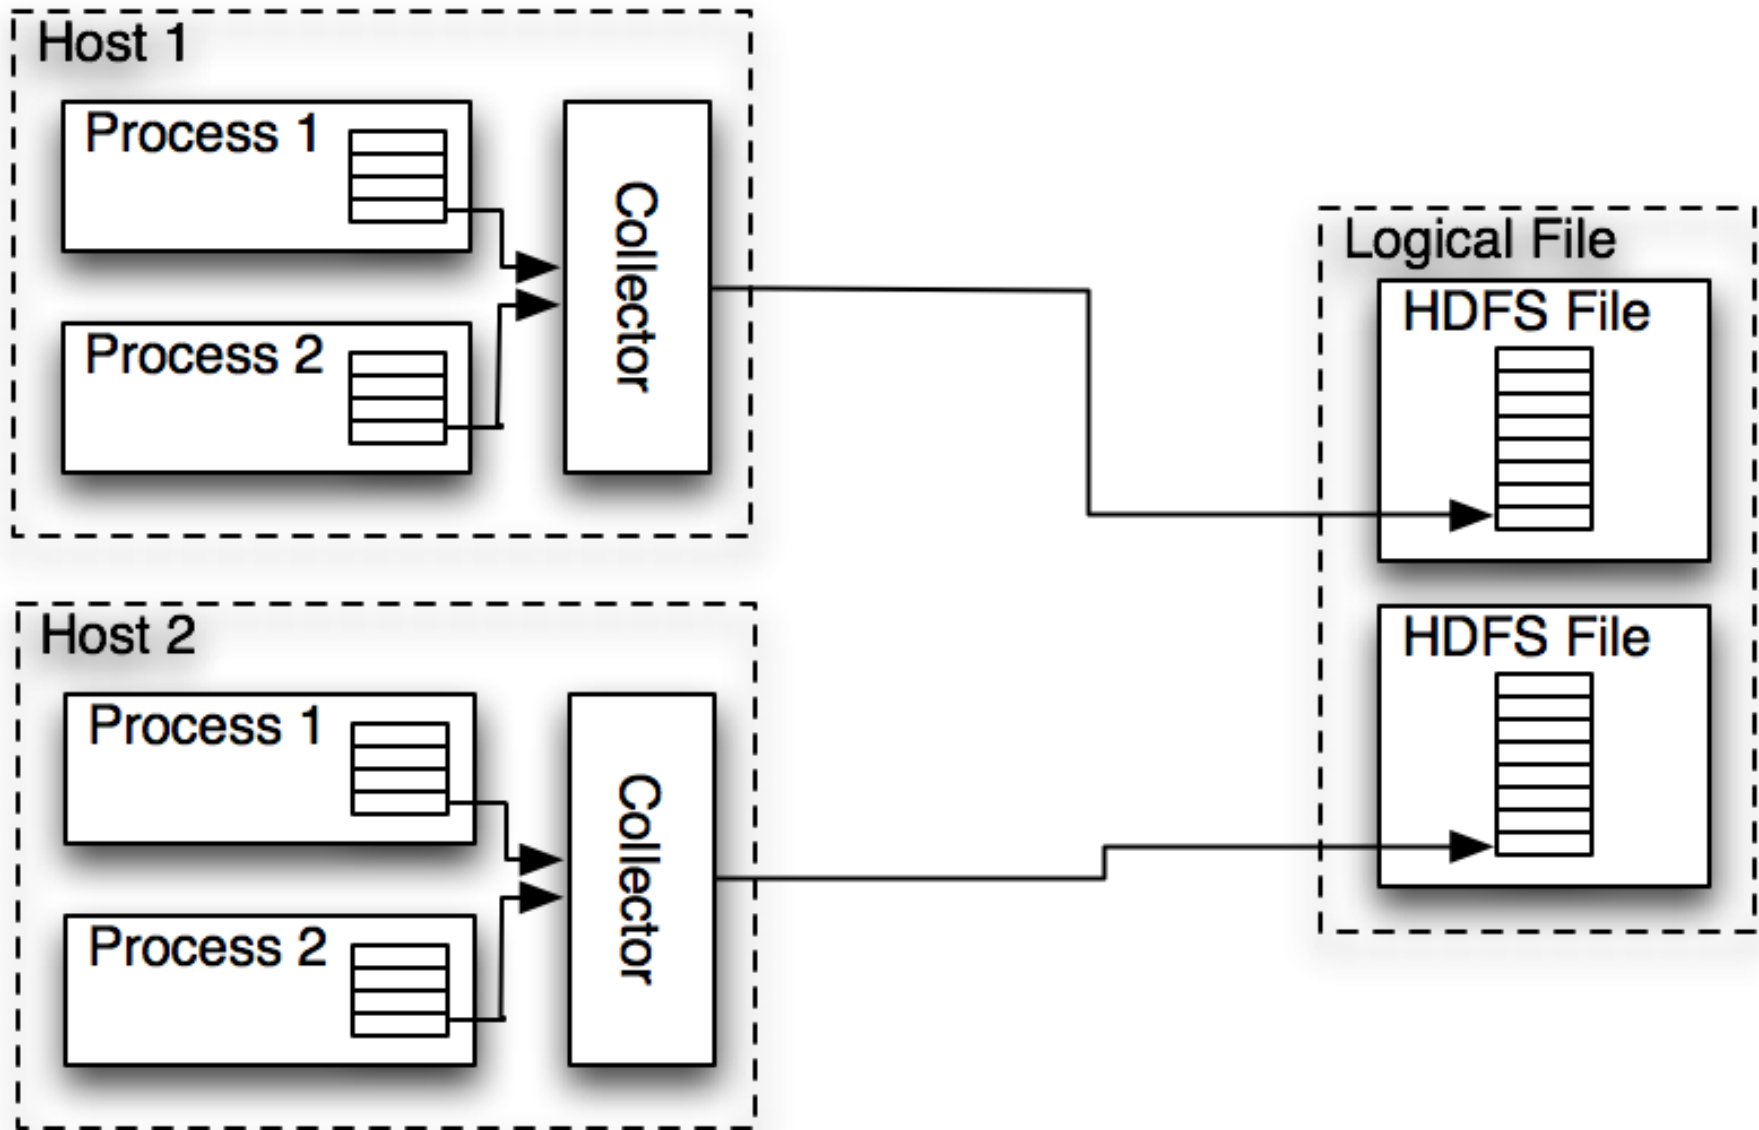 Host 1
Process 1
Process 2
Collector
Host 2
Process 1
Process 2
Collector
Logical File
HDFS File
HDFS File